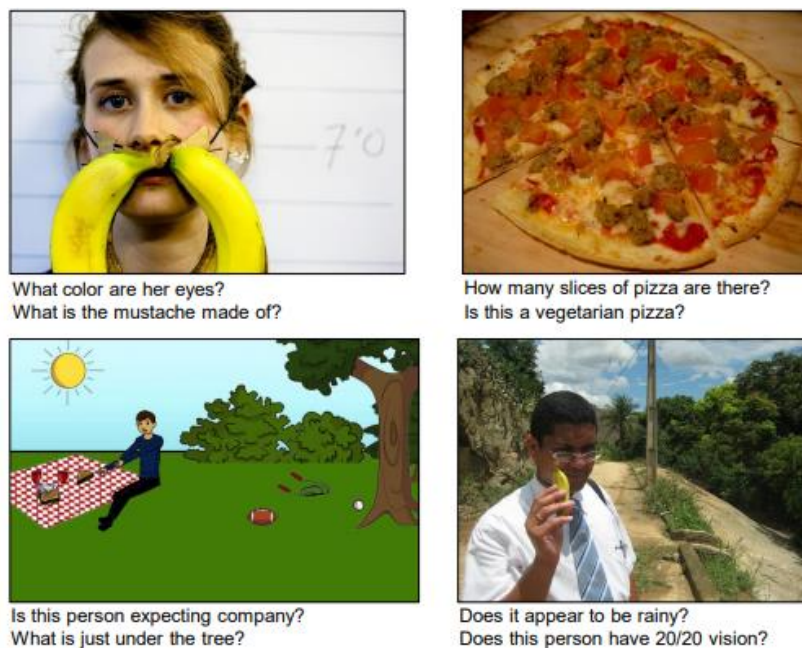 7'0
What color are her eyes?
What is the mustache made of?
How many slices of pizza are there?
Is this a vegetarian pizza?
Is this person expecting company?
What is just under the tree?
Does it appear to be rainy?
Does this person have 20/20 vision?